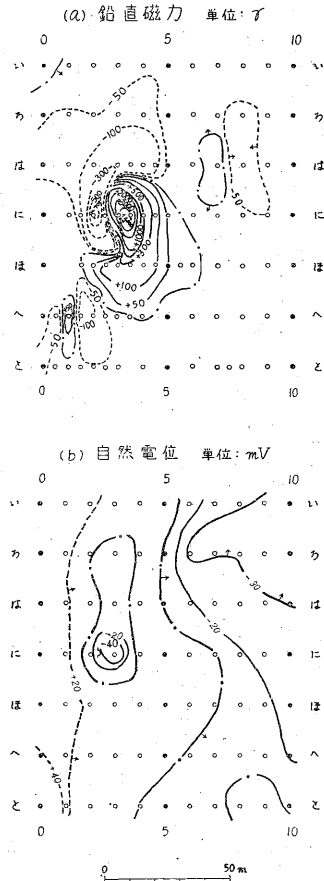 (a) 鉛直磁力 単位: γ
0 5 10
い い
-50
ろ ろ
-100
は は
-300
-50
に に
+300
ほ ほ
+100
-50
+50
へ へ
-100
-50
と と
0 5 10
(b) 自然電位 単位: mV
0 5 10
い い
ろ ろ
-30
は は
-20
-20
-40
に に
+20
ほ ほ
へ へ
+40
と と
0 5 10
0 50 m